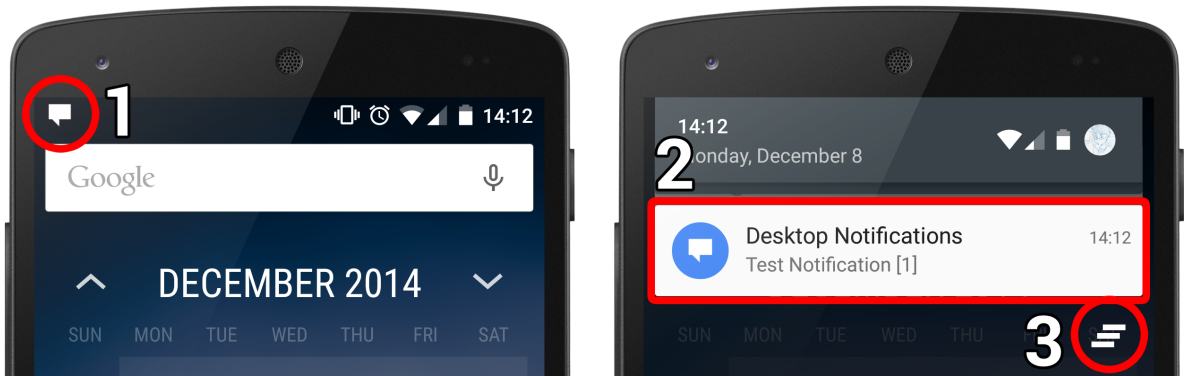 1
14:12
Google
DECEMBER 2014
SUN MON TUE WED THU FRI SAT
14:12
2
onday, December 8
Desktop Notifications
14:12
Test Notification [1]
SUN MON TUE WED THU
3